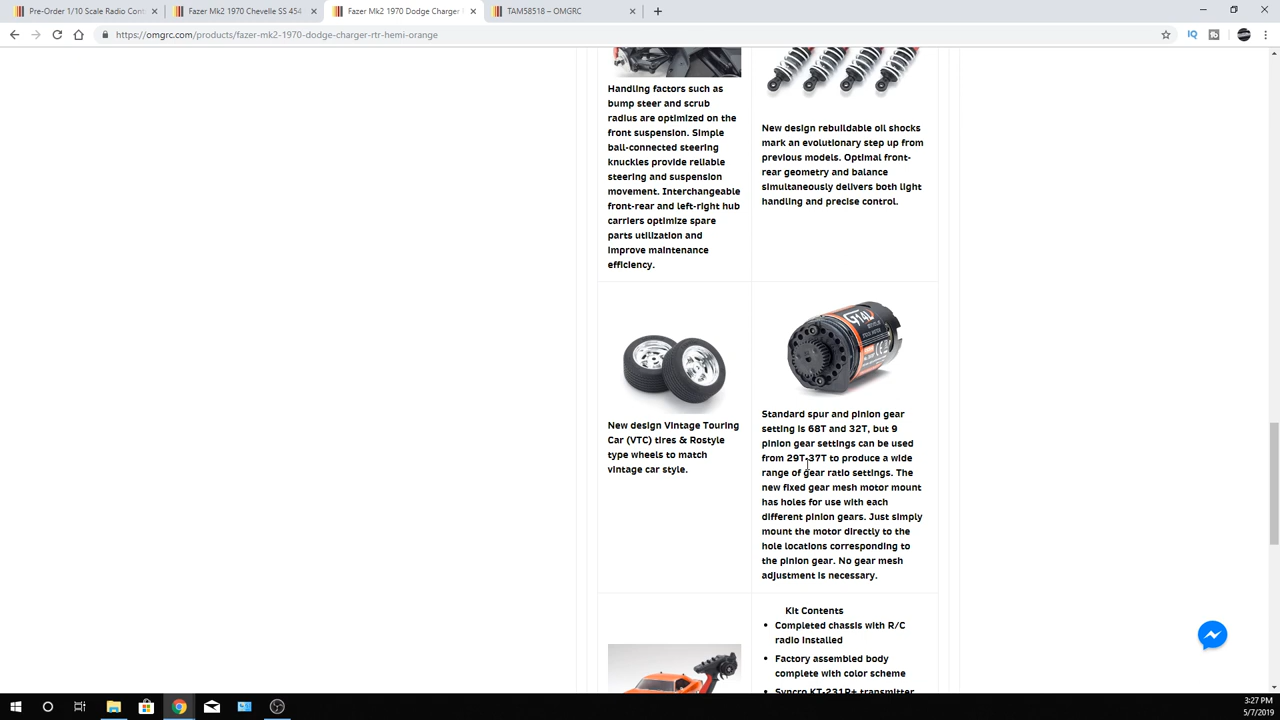 Pre-Order 1/10 Scale Radio Cont
Fazer Mk2 1970 Chevelle SS 454
Fazer Mk2 1970 Dodge Charger
TAM58518 – OMGRC
https://omgrc.com/products/fazer-mk2-1970-dodge-charger-rtr-hemi-orange
IQ
Handling factors such as
bump steer and scrub
radius are optimized on the
front suspension. Simple
ball-connected steering
knuckles provide reliable
steering and suspension
movement. Interchangeable
front-rear and left-right hub
carriers optimize spare
parts utilization and
improve maintenance
efficiency.
New design rebuildable oil shocks
mark an evolutionary step up from
previous models. Optimal front-
rear geometry and balance
simultaneously delivers both light
handling and precise control.
New design Vintage Touring
Car (VTC) tires & Rostyle
type wheels to match
vintage car style.
G14L
Standard spur and pinion gear
setting is 68T and 32T, but 9
pinion gear settings can be used
from 29T-37T to produce a wide
range of gear ratio settings. The
new fixed gear mesh motor mount
has holes for use with each
different pinion gears. Just simply
mount the motor directly to the
hole locations corresponding to
the pinion gear. No gear mesh
adjustment is necessary.
Kit Contents
• Completed chassis with R/C
radio installed
• Factory assembled body
complete with color scheme
• Syncro KT-231P+ transmitter
3:27 PM
5/7/2019